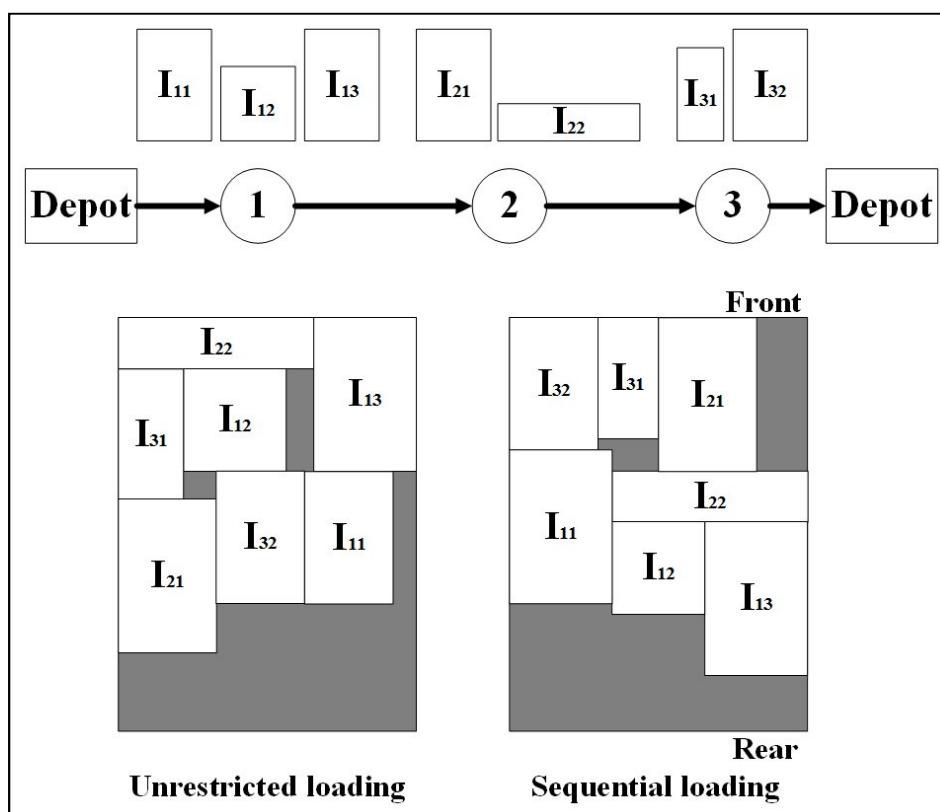 I11 I12 I13 I21 I22 I31 I32
Depot 1 2 3 Depot
Front
I22
I13
I31 I12
I32 I11
I21
I32 I31 I21
I22
I11
I12
I13
Rear
Unrestricted loading
Sequential loading